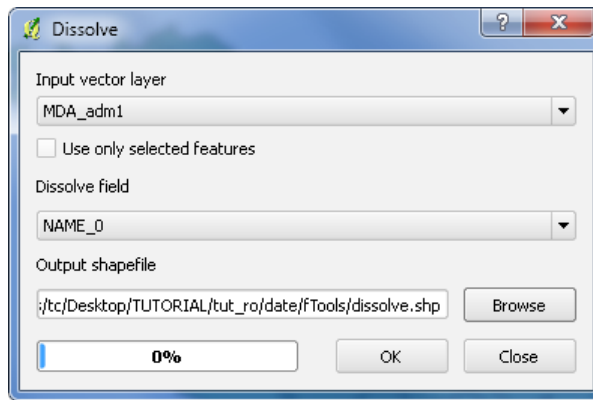 Dissolve
?
X
Input vector layer
MDA_adm1
Use only selected features
Dissolve field
NAME_0
Output shapefile
:/tc/Desktop/TUTORIAL/tut_ro/date/fTools/dissolve.shp
Browse
0%
OK
Close